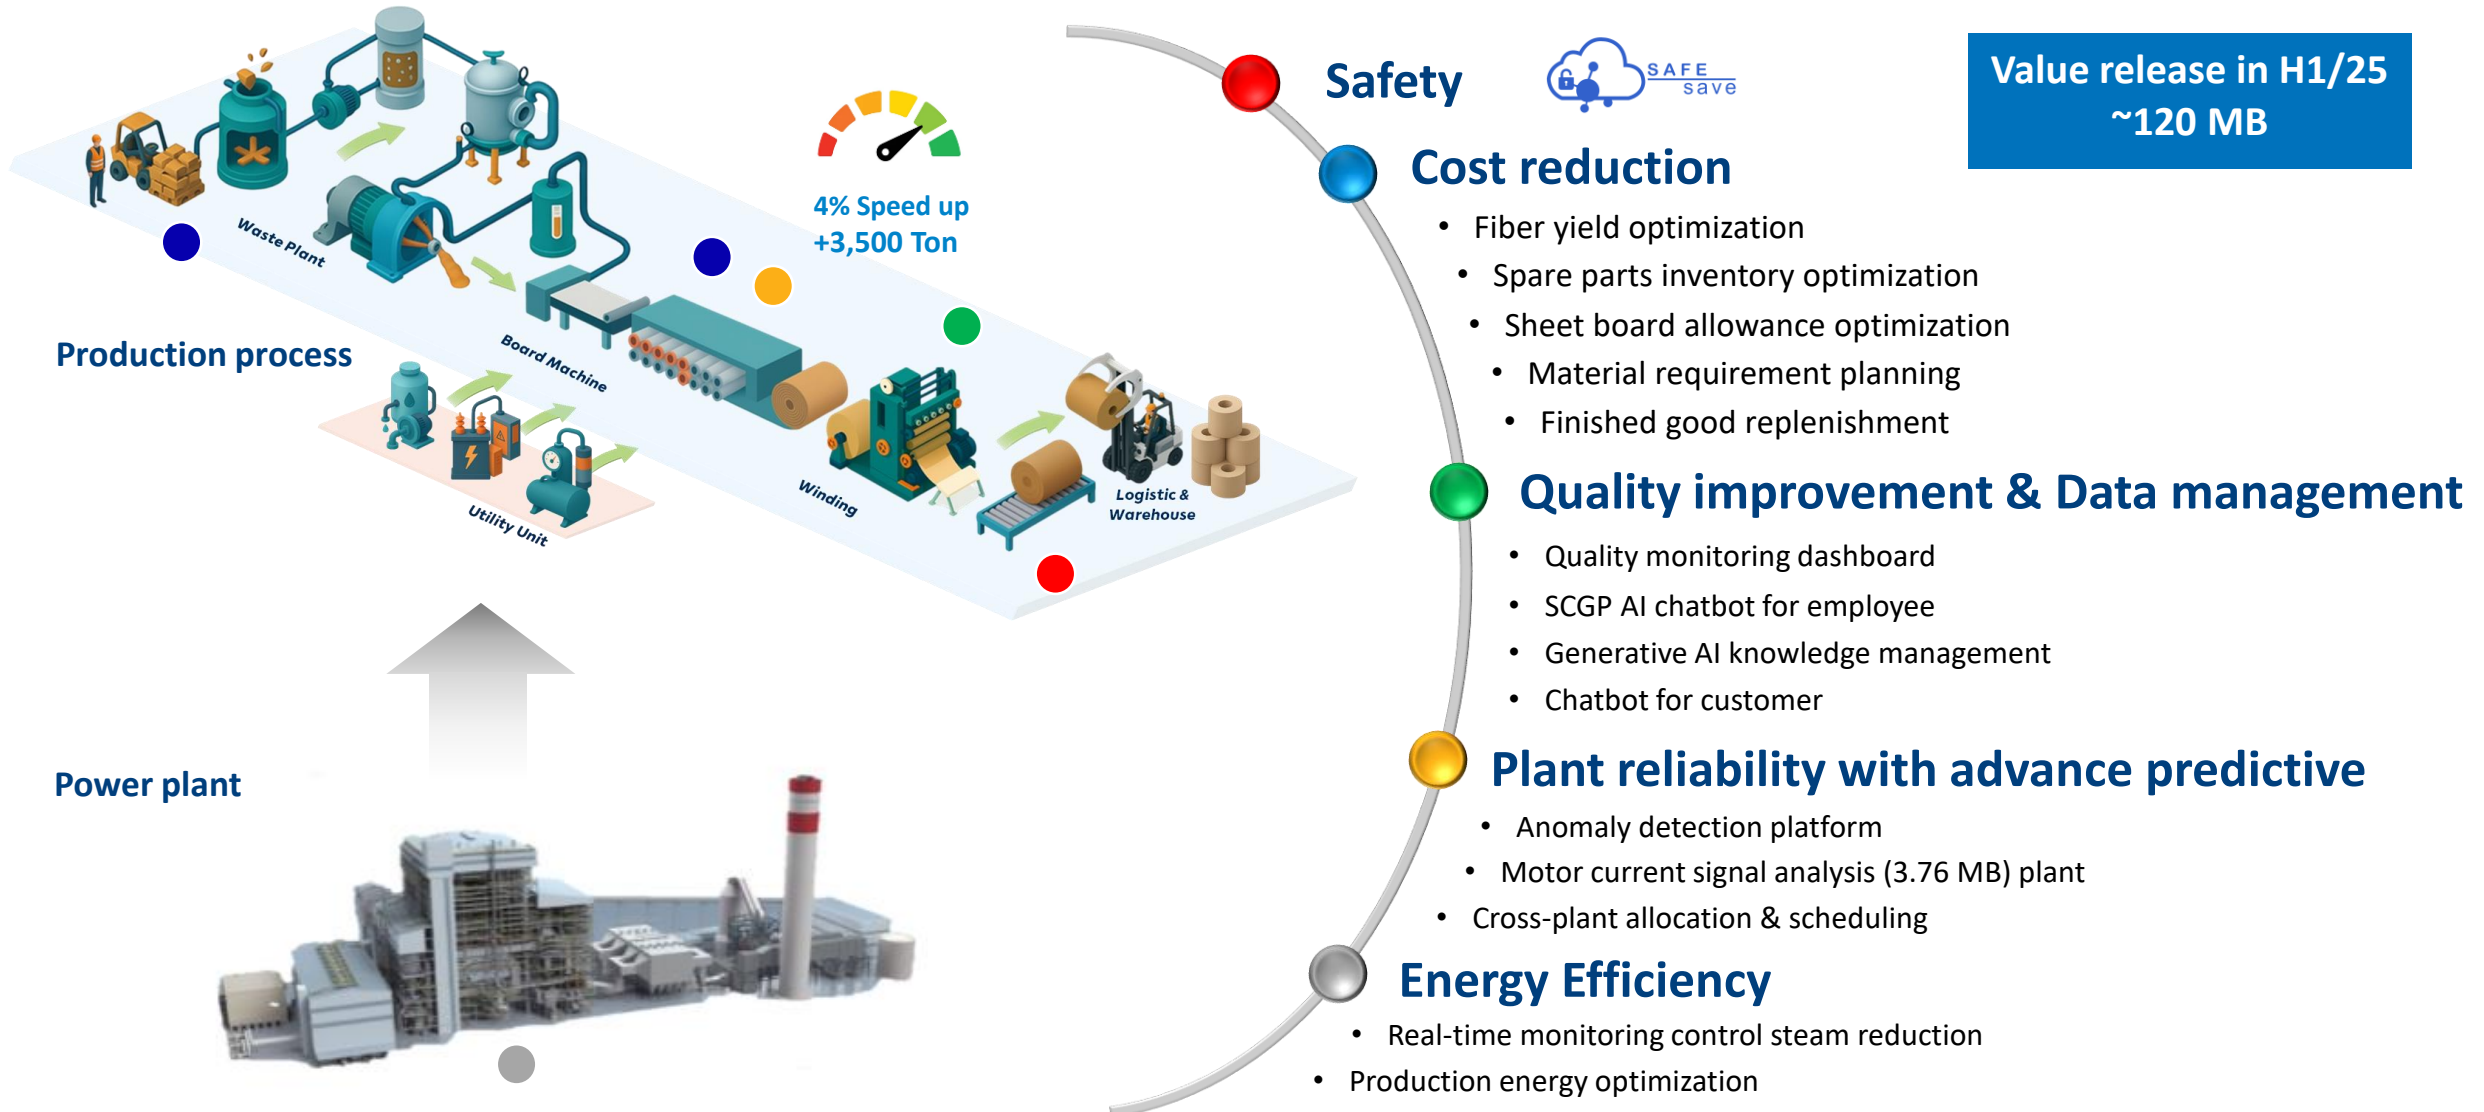 Waste Plant
4% Speed up
+3,500 Ton
Production process
Board Machine
Utility Unit
Winding
Logistic &
Warehouse
Power plant
Safety
SAFE
save
Value release in H1/25
~120 MB
Cost reduction
• Fiber yield optimization
• Spare parts inventory optimization
• Sheet board allowance optimization
• Material requirement planning
• Finished good replenishment
Quality improvement & Data management
• Quality monitoring dashboard
• SCGP AI chatbot for employee
• Generative AI knowledge management
• Chatbot for customer
Plant reliability with advance predictive
• Anomaly detection platform
• Motor current signal analysis (3.76 MB) plant
• Cross-plant allocation & scheduling
Energy Efficiency
• Real-time monitoring control steam reduction
• Production energy optimization